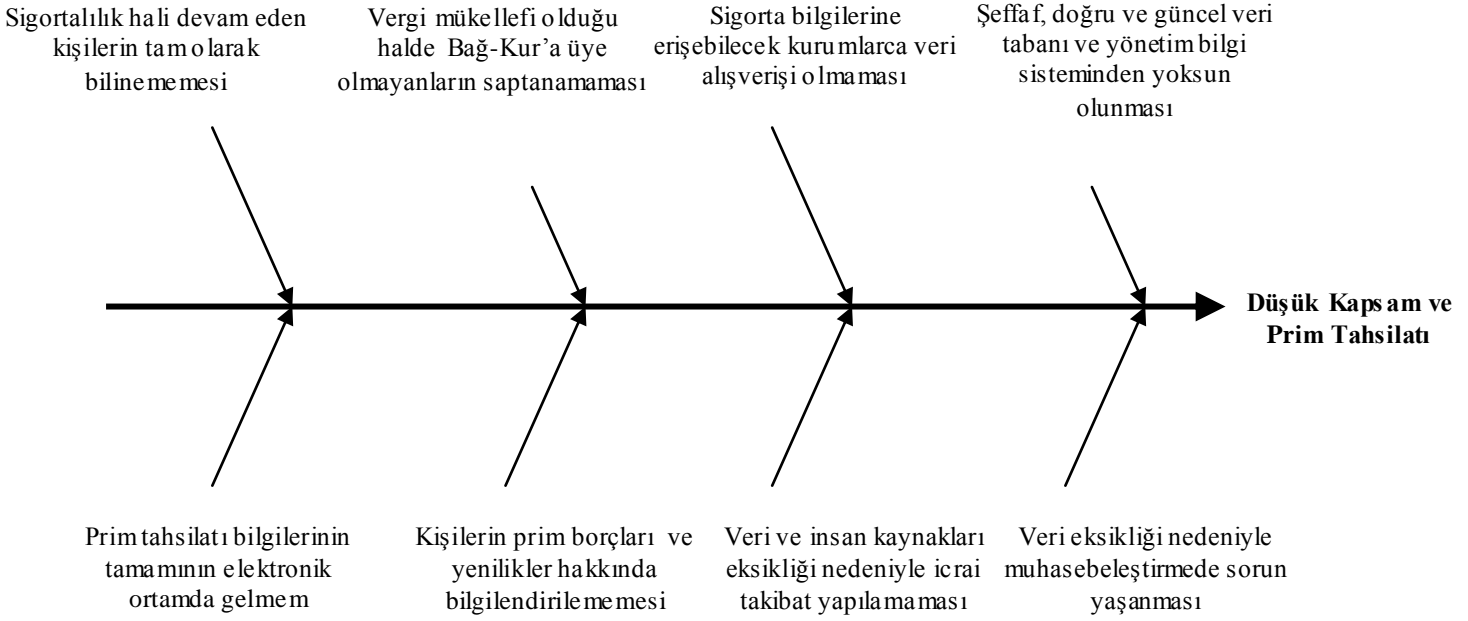 Sigortalılık hali devam eden
kişilerin tam olarak
bilinememesi
Vergi mükellefi olduğu
halde Bağ-Kur’a üye
olmayanların saptanamaması
Sigorta bilgilerine
erişebilecek kurumlarca veri
alışverişi olmaması
Şeffaf, doğru ve güncel veri
tabanı ve yönetim bilgi
sisteminden yoksun
olunması
Düşük Kapsam ve
Prim Tahsilatı
Prim tahsilatı bilgilerinin
tamamının elektronik
ortamda gelmem
Kişilerin prim borçları ve
yenilikler hakkında
bilgilendirilememesi
Veri ve insan kaynakları
eksikliği nedeniyle icrai
takibat yapılamaması
Veri eksikliği nedeniyle
muhasebeleştirmede sorun
yaşanması